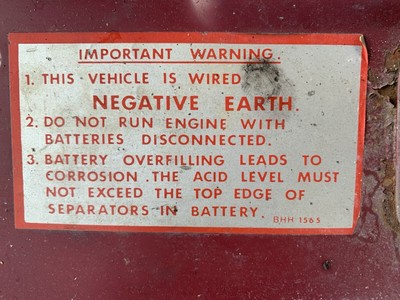 IMPORTANT WARNING.
1. THIS VEHICLE IS WIRED
NEGATIVE EARTH.
2. DO NOT RUN ENGINE WITH
BATTERIES DISCONNECTED.
3. BATTERY OVERFILLING LEADS TO
CORROSION. THE ACID LEVEL MUST
NOT EXCEED THE TOP EDGE OF
SEPARATORS IN BATTERY.
BHH 1565